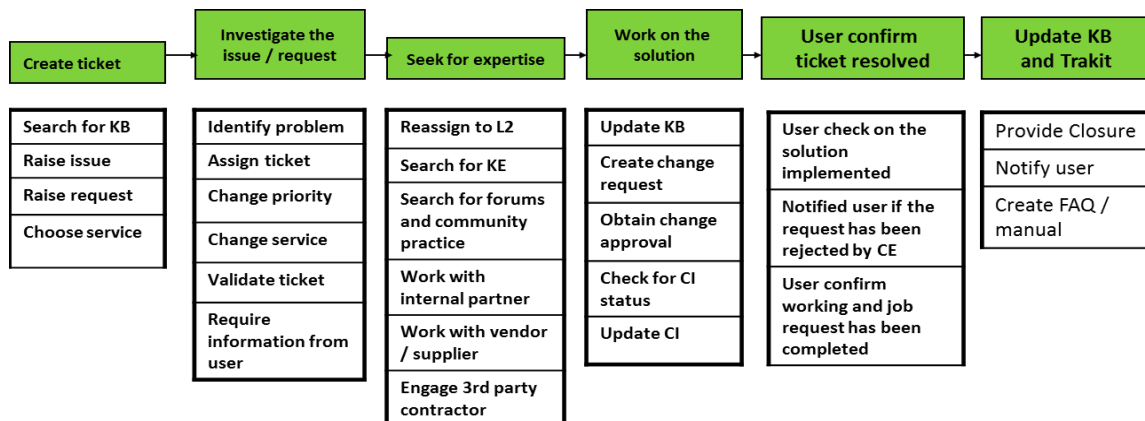 Create ticket
Investigate the
issue / request
Seek for expertise
Work on the
solution
User confirm
ticket resolved
Update KB
and Trakit
Search for KB
Raise issue
Raise request
Choose service
Identify problem
Assign ticket
Change priority
Change service
Validate ticket
Require
information from
user
Reassign to L2
Search for KE
Search for forums
and community
practice
Work with
internal partner
Work with vendor
/ supplier
Engage 3rd party
contractor
Update KB
Create change
request
Obtain change
approval
Check for CI
status
Update CI
User check on the
solution
implemented
Notified user if the
request has been
rejected by CE
User confirm
working and job
request has been
completed
Provide Closure
Notify user
Create FAQ /
manual